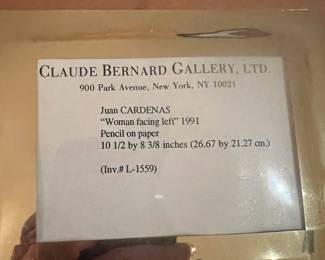 CLAUDE BERNARD GALLERY, LTD.
900 Park Avenue, New York, NY 10021
Juan CARDENAS
"Woman facing left" 1991
Pencil on paper
10 1/2 by 8 3/8 inches (26.67 by 21.27 cm.)
(Inv.# L-1559)